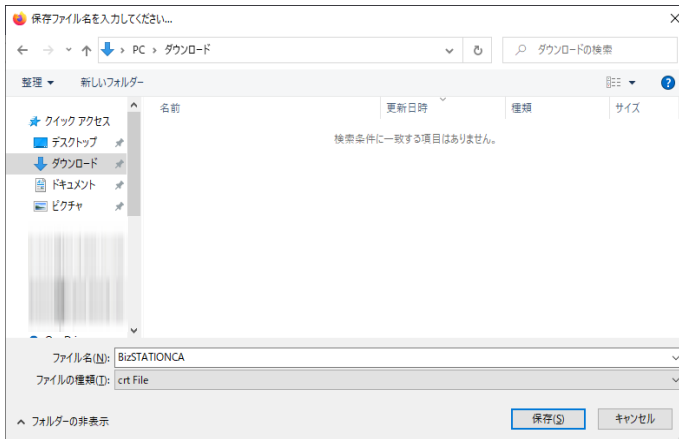 保存ファイル名を入力してください...
PC › ダウンロード
ダウンロードの検索
整理
新しいフォルダー
名前
更新日時
種類
サイズ
検索条件に一致する項目はありません。
クイック アクセス
デスクトップ
ダウンロード
ドキュメント
ピクチャ
ファイル名(N):
BizSTATIONCA
ファイルの種類(T):
crt File
フォルダーの非表示
保存(S)
キャンセル